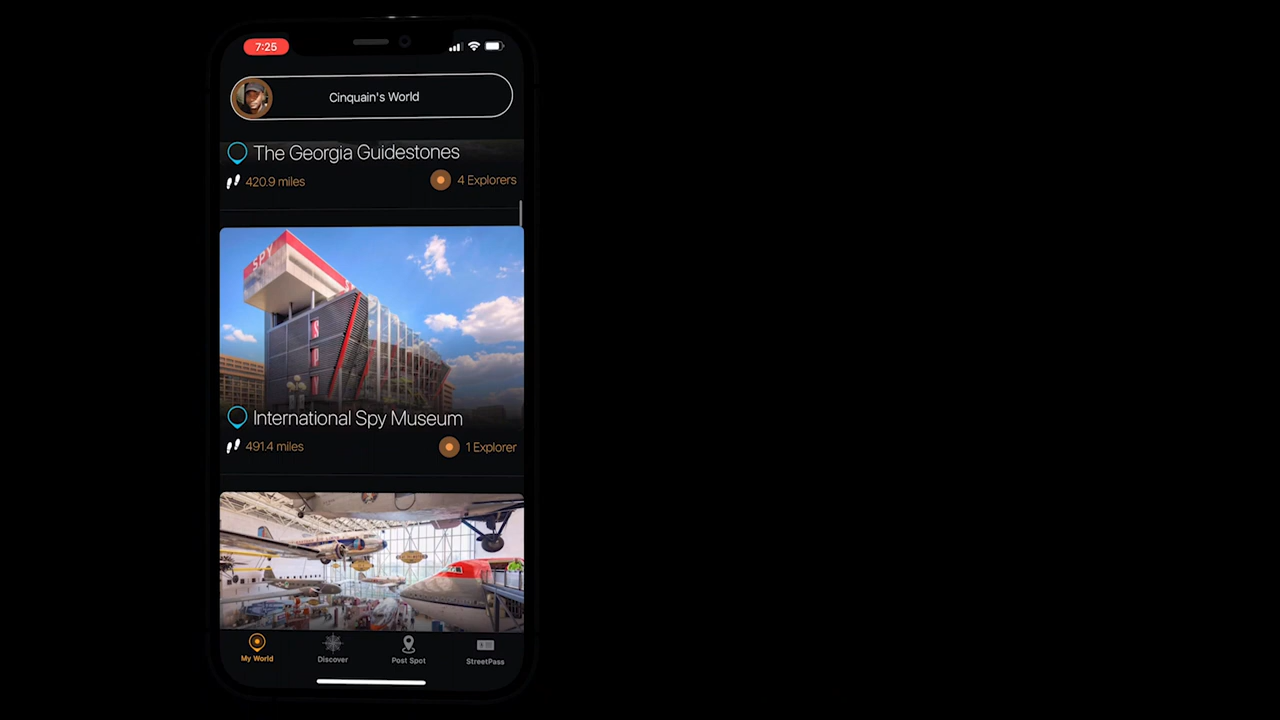 7:25
Cinquain's World
The Georgia Guidestones
420.9 miles
4 Explorers
SPY
SPY
International Spy Museum
491.4 miles
1 Explorer
My World
Discover
Post Spot
StreetPass